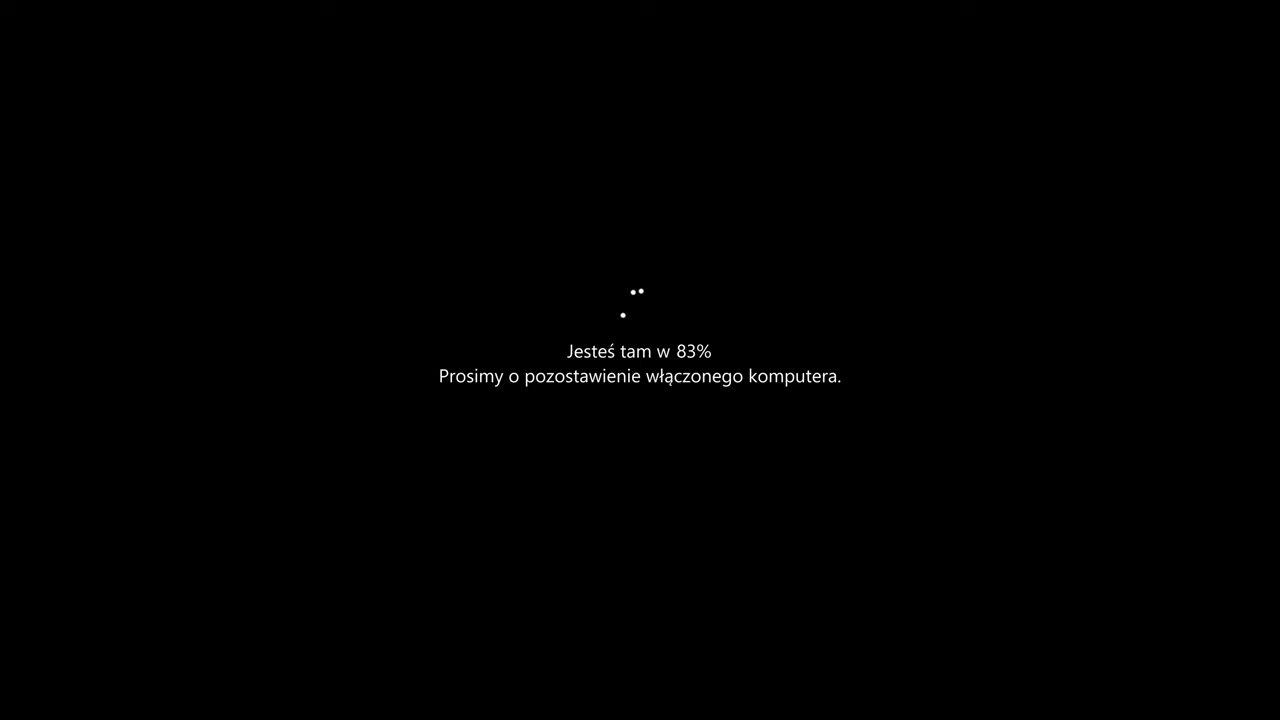 Jesteś tam w 83%
Prosimy o pozostawienie włączonego komputera.